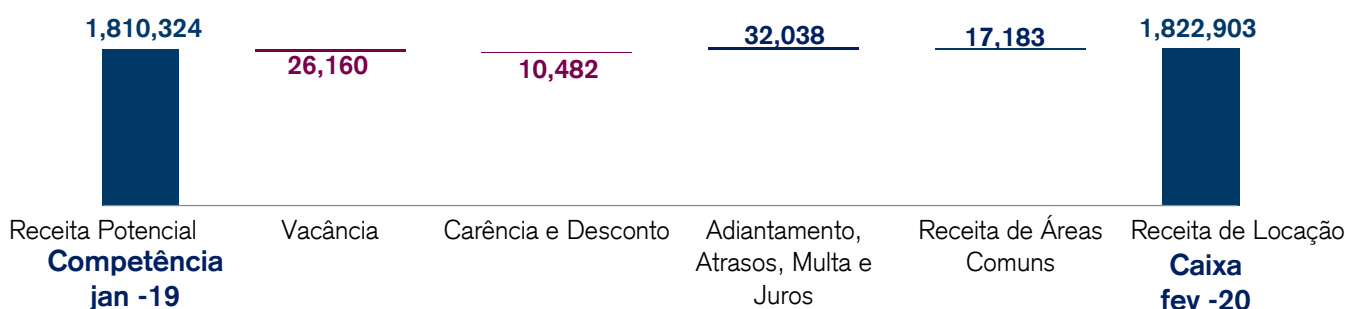 1,810,324
26,160
10,482
32,038
17,183
1,822,903
Receita Potencial
Competência
jan -19
Vacância
Carência e Desconto
Adiantamento,
Atrasos, Multa e
Juros
Receita de Áreas
Comuns
Receita de Locação
Caixa
fev -20